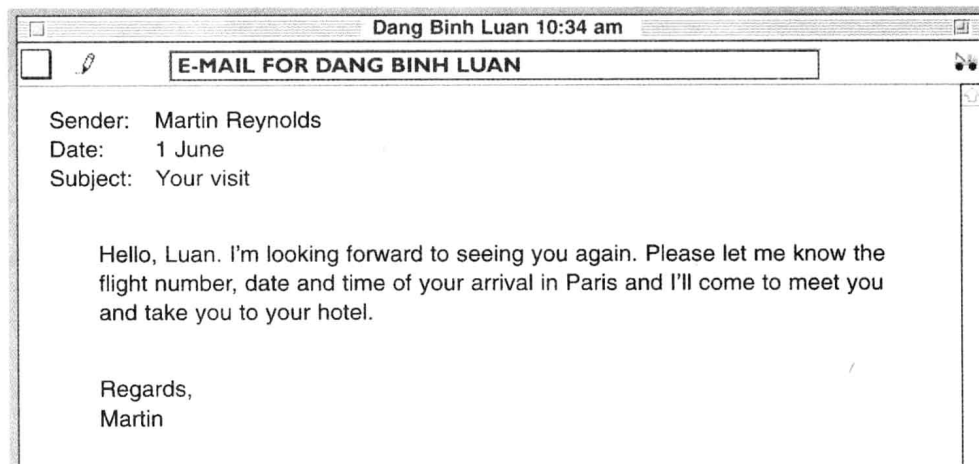 Dang Binh Luan 10:34 am
E-MAIL FOR DANG BINH LUAN
Sender: Martin Reynolds
Date: 1 June
Subject: Your visit
Hello, Luan. I'm looking forward to seeing you again. Please let me know the
flight number, date and time of your arrival in Paris and I'll come to meet you
and take you to your hotel.
Regards,
Martin